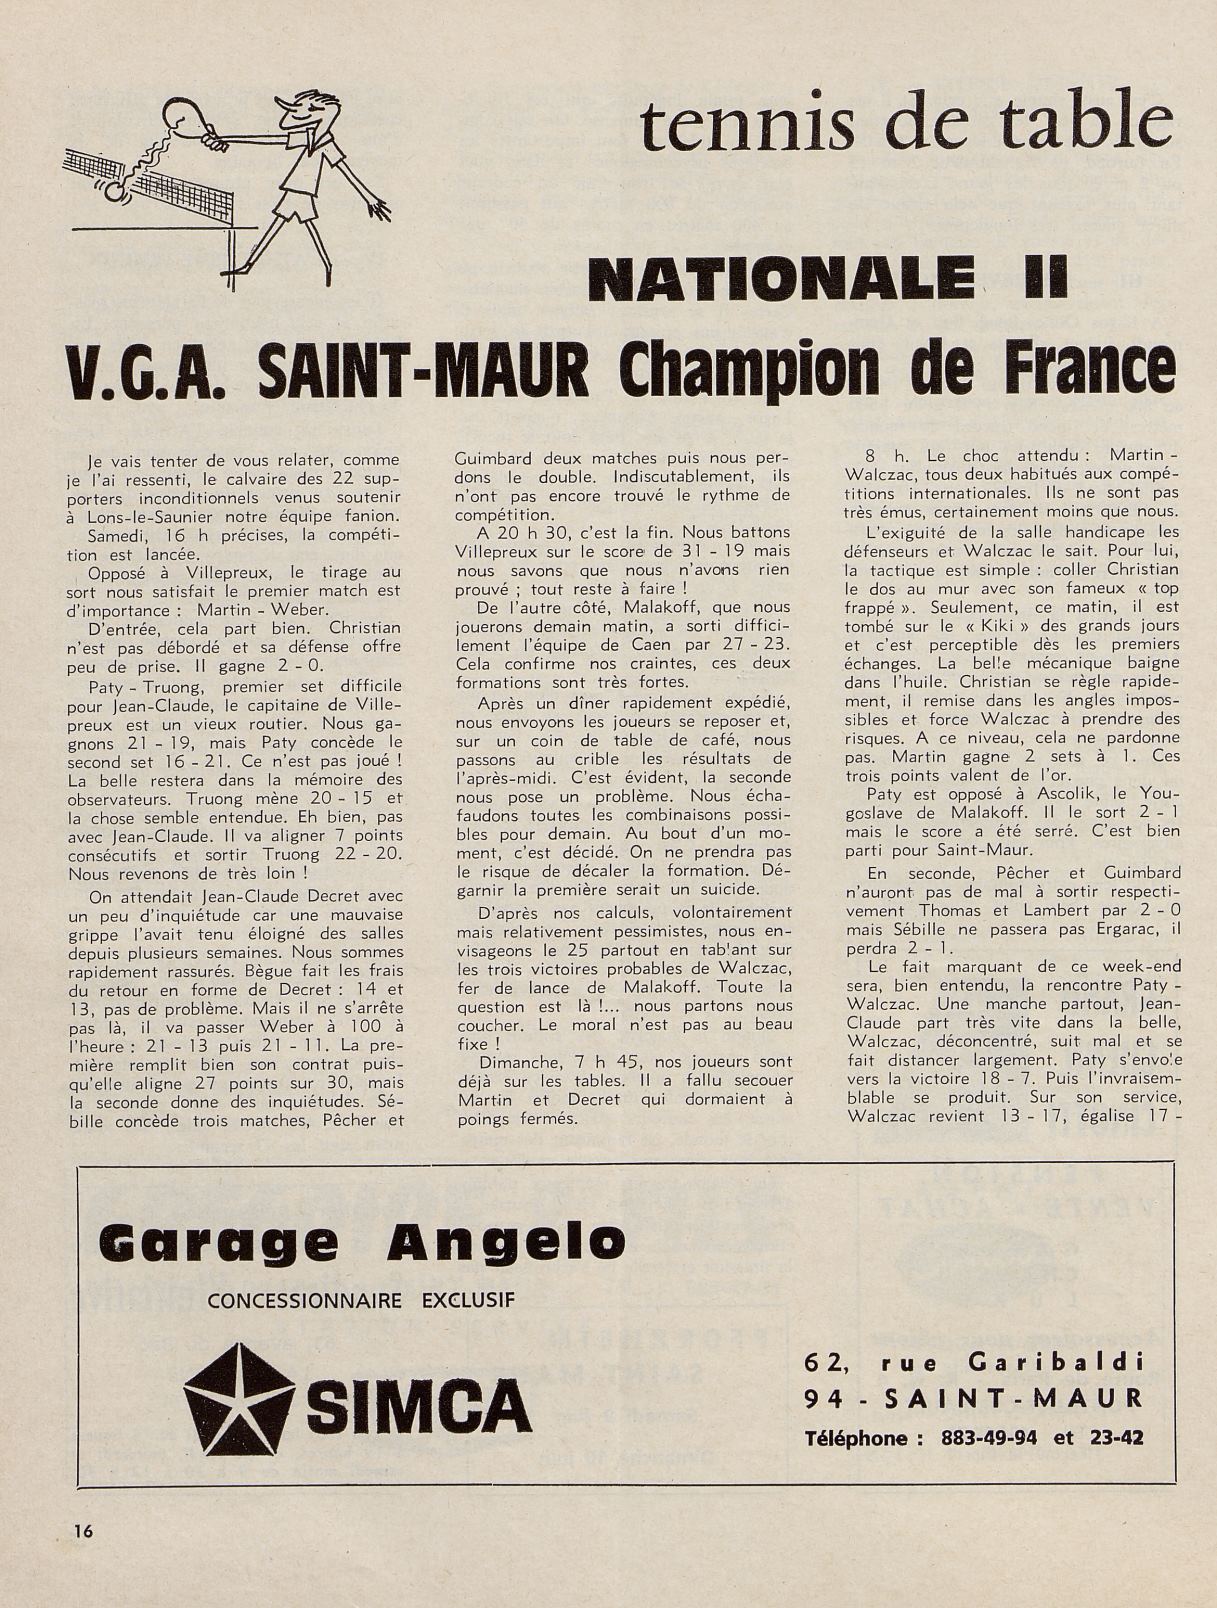 tennis de table
NATIONALE II
V.G.A. SAINT-MAUR Champion de France
Je vais tenter de vous relater, comme
je l'ai ressenti, le calvaire des 22 sup-
porters inconditionnels venus soutenir
à Lons-le-Saunier notre équipe fanion.
Samedi, 16 h précises, la compéti-
tion est lancée.
Opposé à Villepreux, le tirage au
sort nous satisfait le premier match est
d'importance : Martin - Weber.
D'entrée, cela part bien. Christian
n'est pas débordé et sa défense offre
peu de prise. Il gagne 2 - 0.
Paty - Truong, premier set difficile
pour Jean-Claude, le capitaine de Ville-
preux est un vieux routier. Nous ga-
gnons 21 - 19, mais Paty concède le
second set 16 - 21. Ce n'est pas joué !
La belle restera dans la mémoire des
observateurs. Truong mène 20 - 15 et
la chose semble entendue. Eh bien, pas
avec Jean-Claude. Il va aligner 7 points
consécutifs et sortir Truong 22 - 20.
Nous revenons de très loin !
On attendait Jean-Claude Decret avec
un peu d'inquiétude car une mauvaise
grippe l'avait tenu éloigné des salles
depuis plusieurs semaines. Nous sommes
rapidement rassurés. Bègue fait les frais
du retour en forme de Decret : 14 et
13, pas de problème. Mais il ne s'arrête
pas là, il va passer Weber à 100 à
l'heure : 21 - 13 puis 21 - 11. La pre-
mière remplit bien son contrat puis-
qu'elle aligne 27 points sur 30, mais
la seconde donne des inquiétudes. Sé-
bille concède trois matches, Pêcher et
Guimbard deux matches puis nous per-
dons le double. Indiscutablement, ils
n'ont pas encore trouvé le rythme de
compétition.
A 20 h 30, c'est la fin. Nous battons
Villepreux sur le score de 31 - 19 mais
nous savons que nous n'avons rien
prouvé ; tout reste à faire !
De l'autre côté, Malakoff, que nous
jouerons demain matin, a sorti diffici-
lement l'équipe de Caen par 27 - 23.
Cela confirme nos craintes, ces deux
formations sont très fortes.
Après un dîner rapidement expédié,
nous envoyons les joueurs se reposer et,
sur un coin de table de café, nous
passons au crible les résultats de
l'après-midi. C'est évident, la seconde
nous pose un problème. Nous écha-
faudons toutes les combinaisons possi-
bles pour demain. Au bout d'un mo-
ment, c'est décidé. On ne prendra pas
le risque de décaler la formation. Dé-
garnir la première serait un suicide.
D'après nos calculs, volontairement
mais relativement pessimistes, nous en-
visageons le 25 partout en tablant sur
les trois victoires probables de Walczac,
fer de lance de Malakoff. Toute la
question est là !... nous partons nous
coucher. Le moral n'est pas au beau
fixe !
Dimanche, 7 h 45, nos joueurs sont
déjà sur les tables. Il a fallu secouer
Martin et Decret qui dormaient à
poings fermés.
8 h. Le choc attendu : Martin -
Walczac, tous deux habitués aux compé-
titions internationales. Ils ne sont pas
très émus, certainement moins que nous.
L'exiguïté de la salle handicape les
défenseurs et Walczac le sait. Pour lui,
la tactique est simple : coller Christian
le dos au mur avec son fameux « top
frappé ». Seulement, ce matin, il est
tombé sur le « Kiki » des grands jours
et c'est perceptible dès les premiers
échanges. La belle mécanique baigne
dans l'huile. Christian se règle rapide-
ment, il remise dans les angles impos-
sibles et force Walczac à prendre des
risques. A ce niveau, cela ne pardonne
pas. Martin gagne 2 sets à 1. Ces
trois points valent de l'or.
Paty est opposé à Ascolik, le You-
goslave de Malakoff. Il le sort 2 - 1
mais le score a été serré. C'est bien
parti pour Saint-Maur.
En seconde, Pêcher et Guimbard
n'auront pas de mal à sortir respecti-
vement Thomas et Lambert par 2 - 0
mais Sébille ne passera pas Ergarac, il
perdra 2 - 1.
Le fait marquant de ce week-end
sera, bien entendu, la rencontre Paty -
Walczac. Une manche partout, Jean-
Claude part très vite dans la belle,
Walczac, déconcentré, suit mal et se
fait distancer largement. Paty s'envole
vers la victoire 18 - 7. Puis l'invraisem-
blable se produit. Sur son service,
Walczac revient 13 - 17, égalise 17 -
Garage Angelo
CONCESSIONNAIRE EXCLUSIF
SIMCA
62, rue Garibaldi
94 - SAINT-MAUR
Téléphone : 883-49-94 et 23-42
16